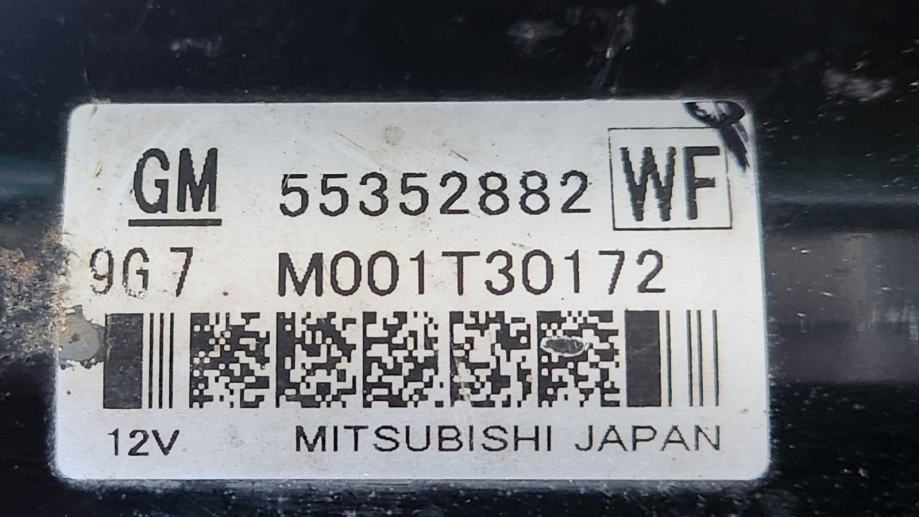 GM 55352882 WF
9G7 M001T30172
12V MITSUBISHI JAPAN